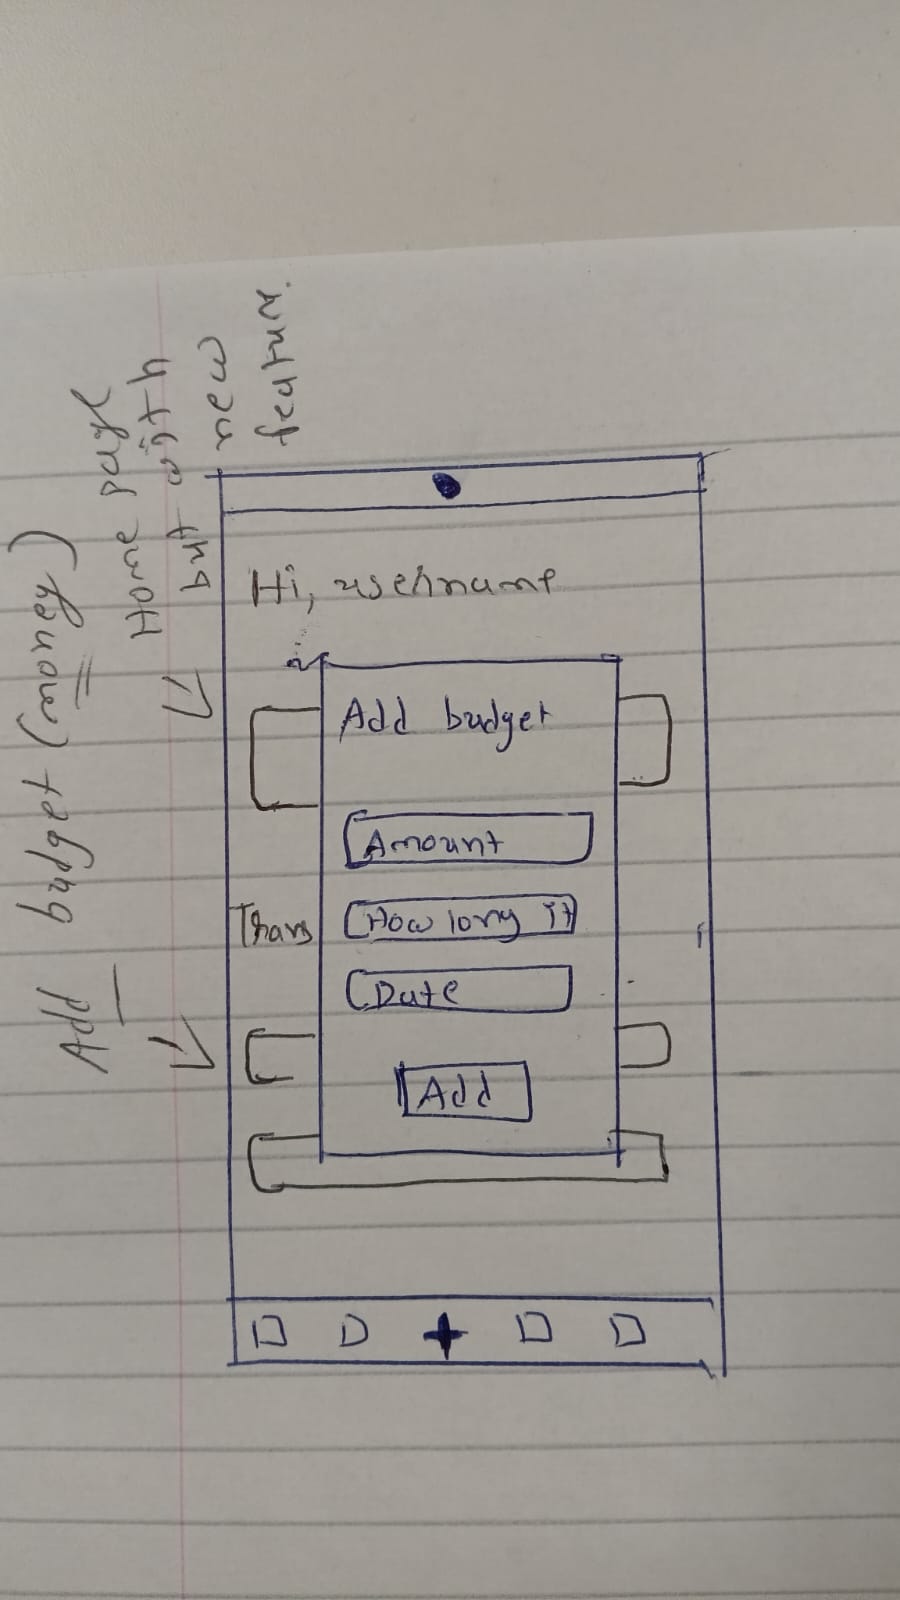 Add budget (money)
Home page
but with
new
feature.
Hi, username
Add budget
Amount
Trans
How long it
Date
Add